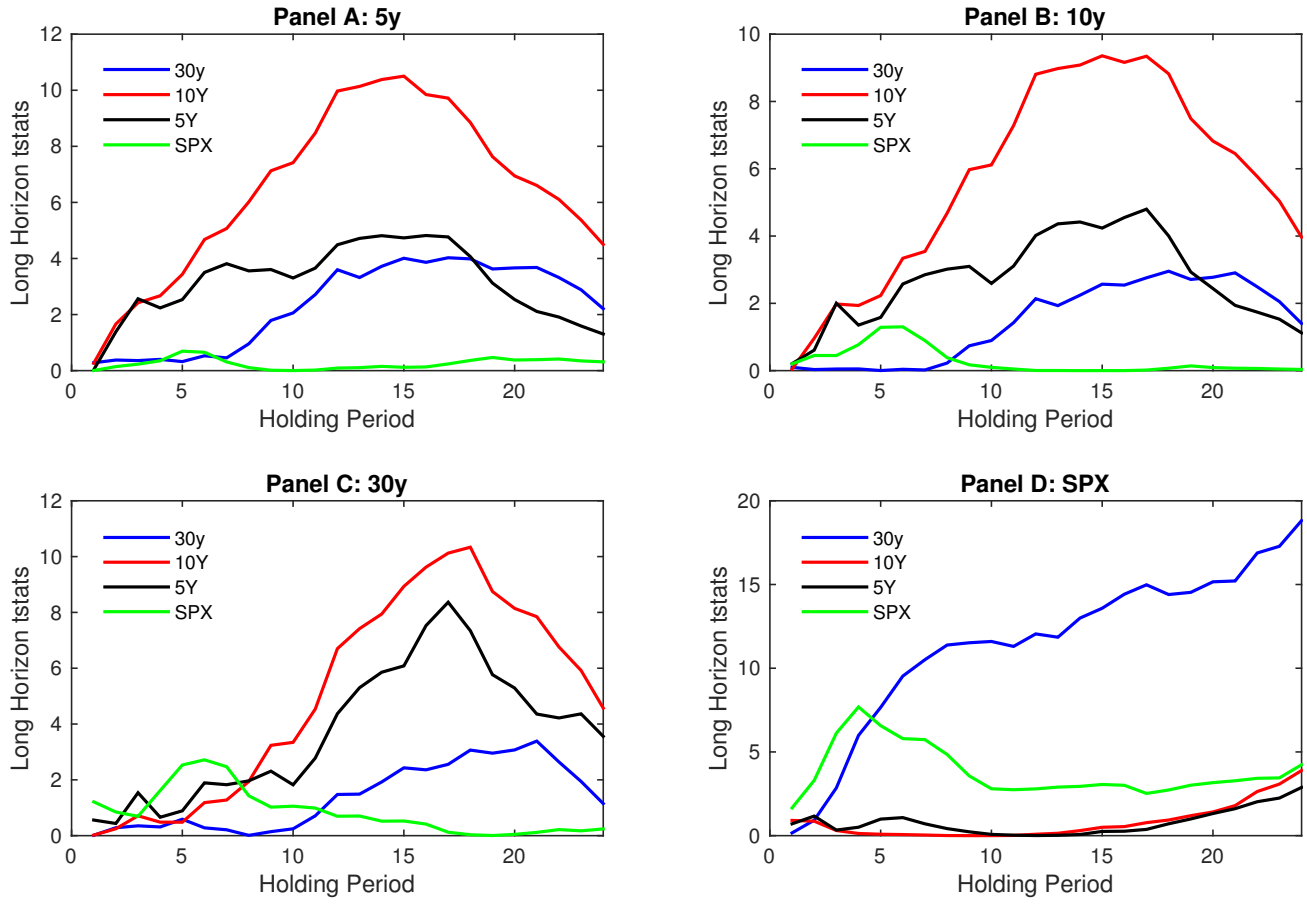 Panel A: 5y
12
10
8
6
4
2
0
Long Horizon tstats
30y
10Y
5Y
SPX
0 5 10 15 20
Holding Period
Panel B: 10y
10
8
6
4
2
0
Long Horizon tstats
30y
10Y
5Y
SPX
0 5 10 15 20
Holding Period
Panel C: 30y
12
10
8
6
4
2
0
Long Horizon tstats
30y
10Y
5Y
SPX
0 5 10 15 20
Holding Period
Panel D: SPX
20
15
10
5
0
Long Horizon tstats
30y
10Y
5Y
SPX
0 5 10 15 20
Holding Period